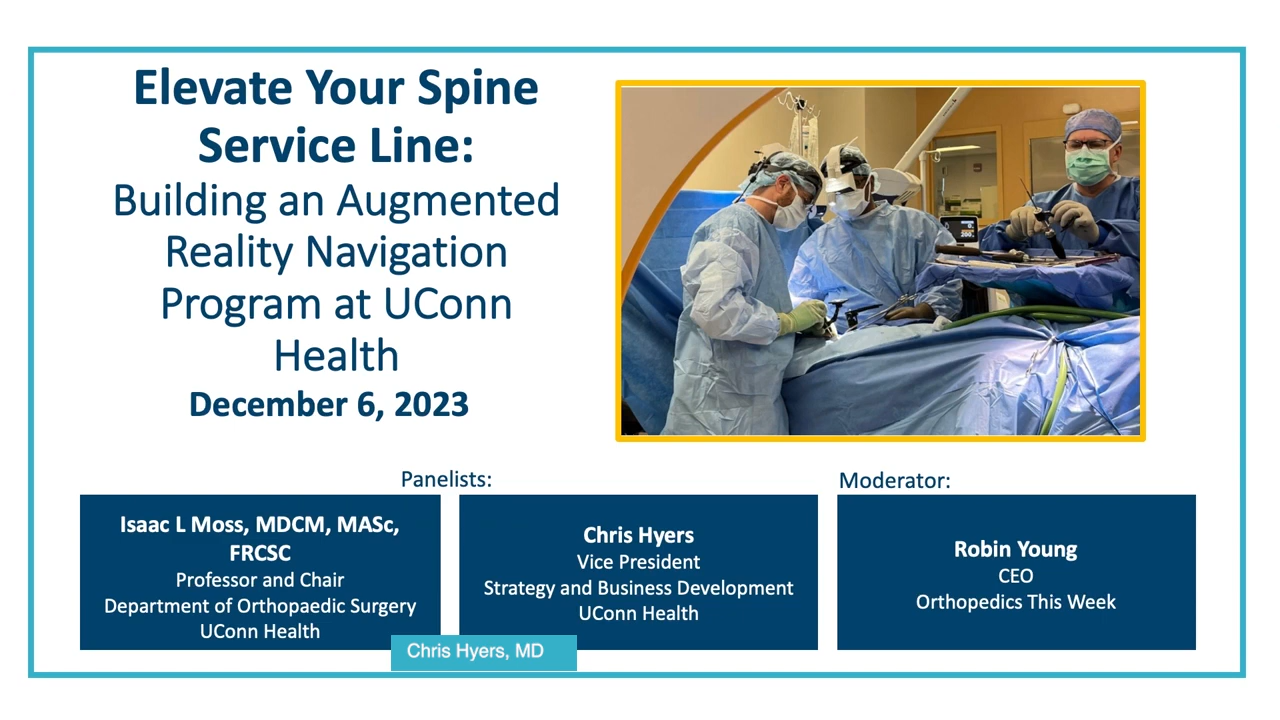 Elevate Your Spine
Service Line:
Building an Augmented
Reality Navigation
Program at UConn
Health
December 6, 2023
Panelists:
Isaac L Moss, MDCM, MASc,
FRCSC
Professor and Chair
Department of Orthopaedic Surgery
UConn Health
Chris Hyers
Vice President
Strategy and Business Development
UConn Health
Moderator:
Robin Young
CEO
Orthopedics This Week
Chris Hyers, MD